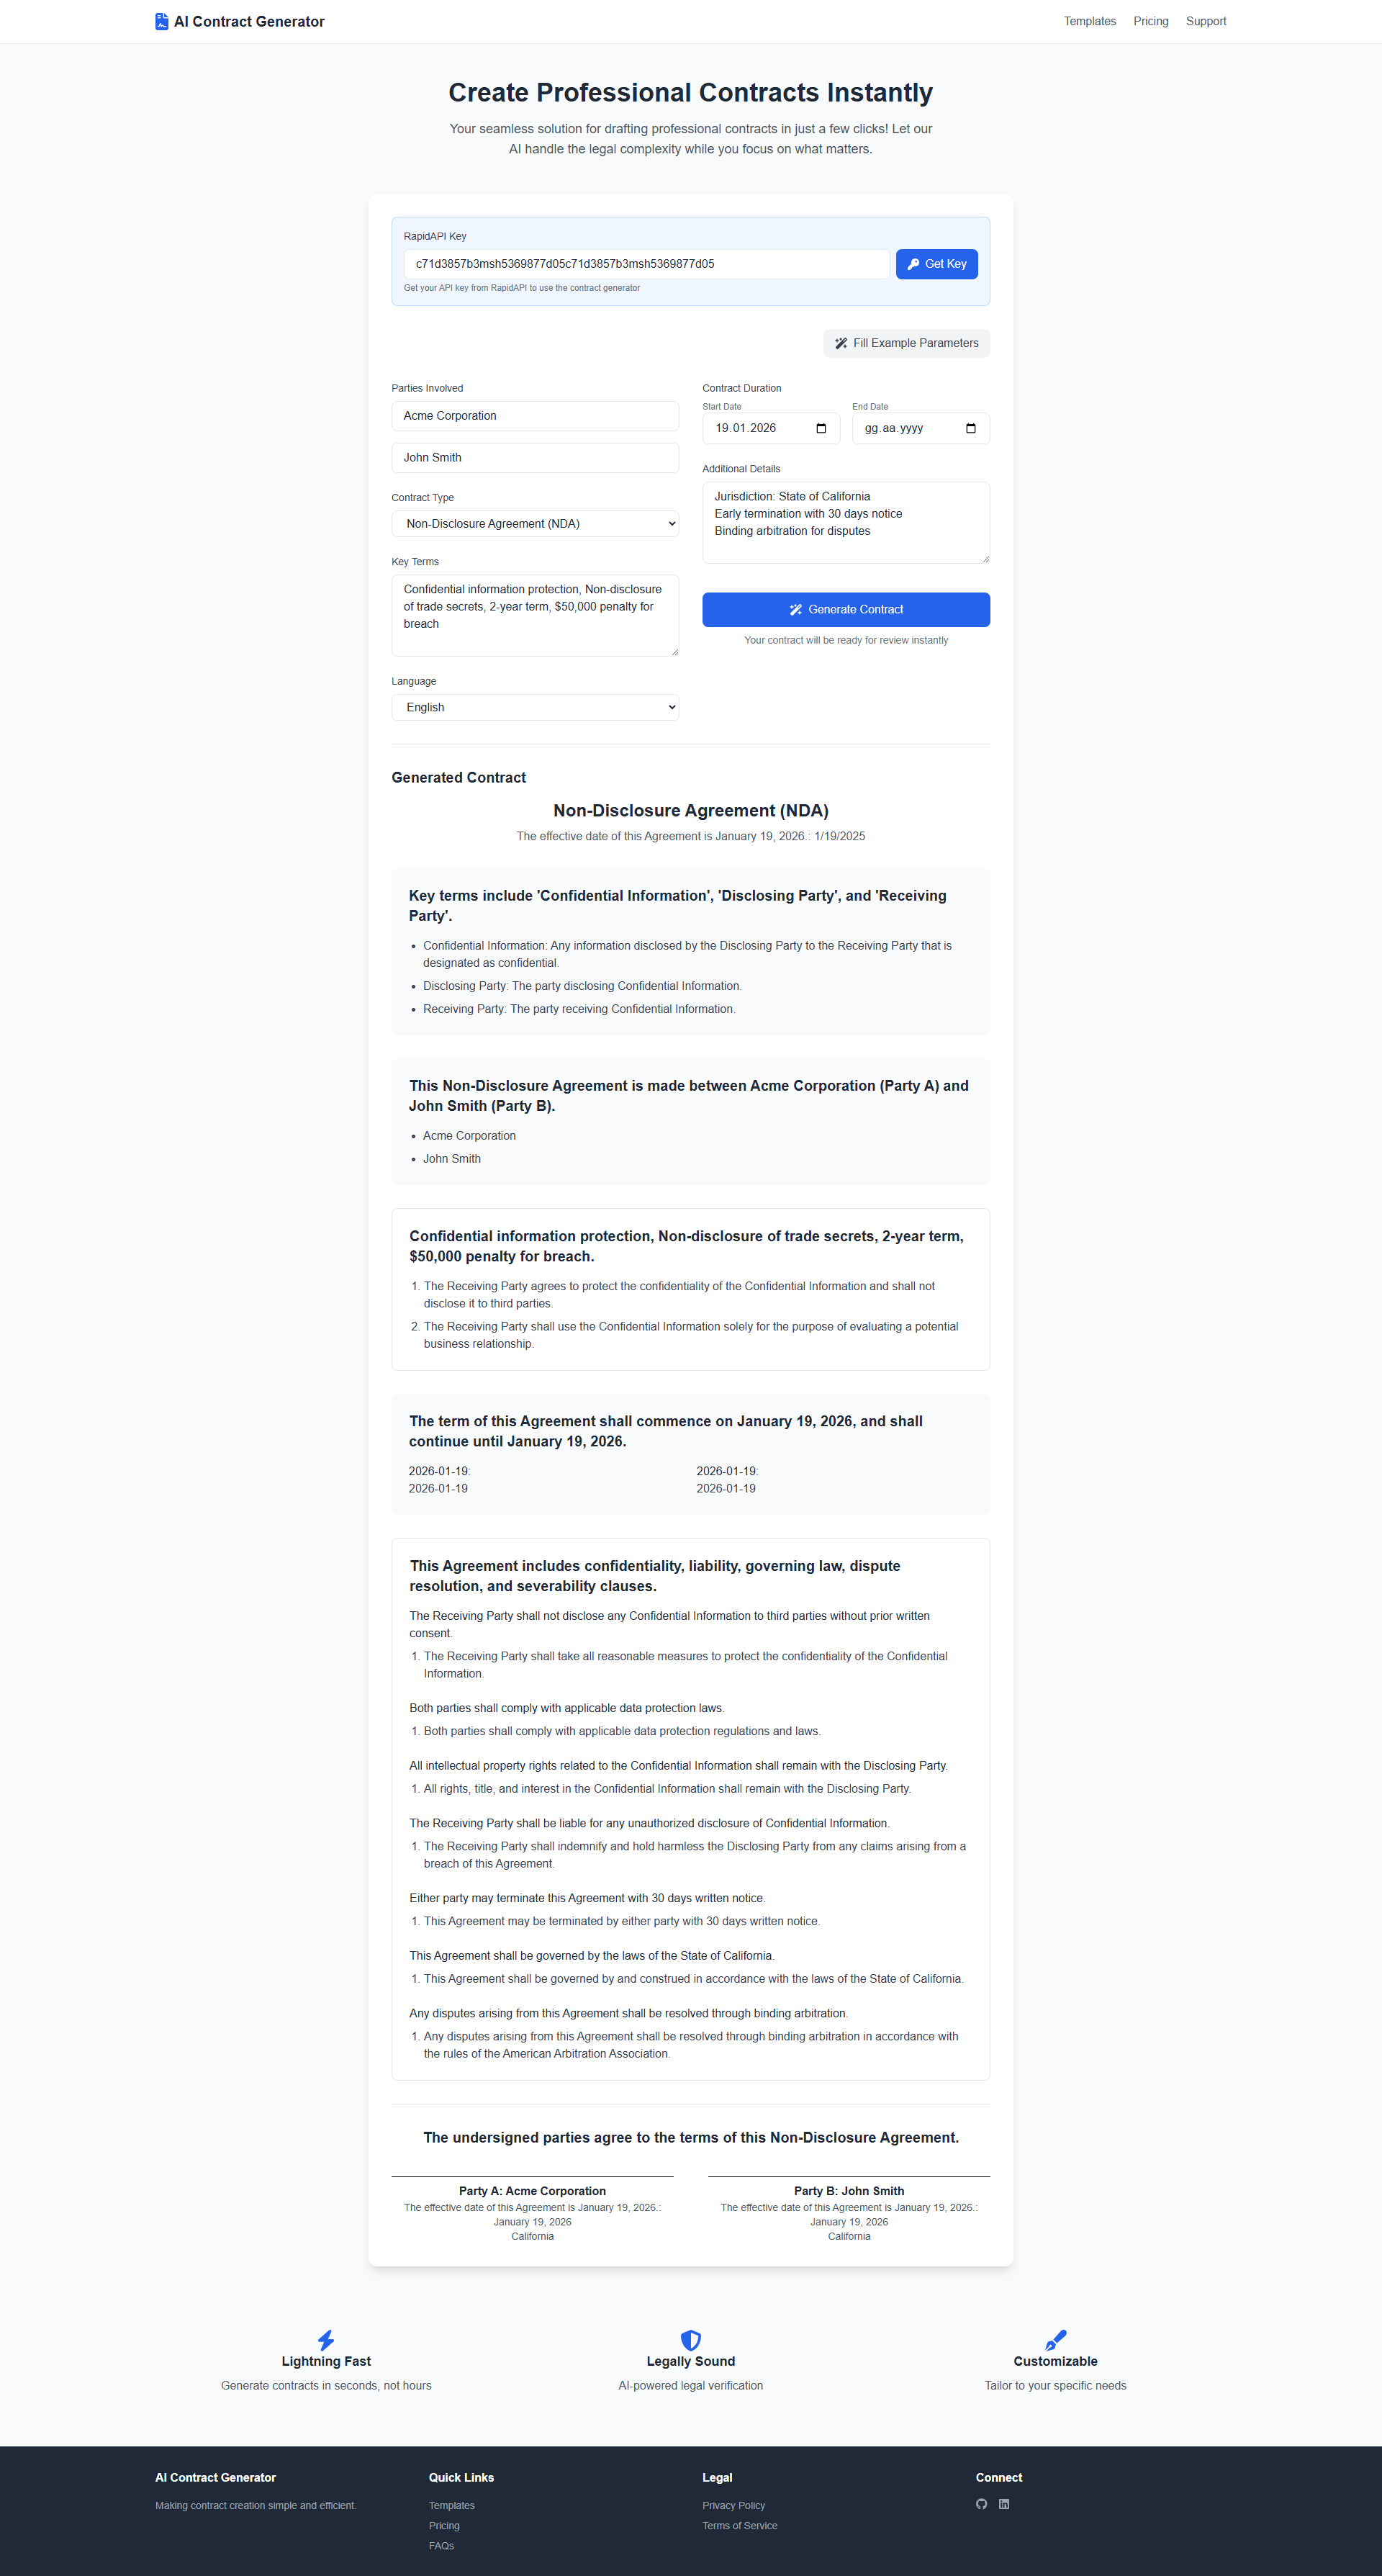 AI Contract Generator
Templates
Pricing
Support
Create Professional Contracts Instantly
Your seamless solution for drafting professional contracts in just a few clicks! Let our
AI handle the legal complexity while you focus on what matters.
RapidAPI Key
c71d3857b3msh5369877d05c71d3857b3msh5369877d05
Get Key
Get your API key from RapidAPI to use the contract generator
Fill Example Parameters
Parties Involved
Acme Corporation
John Smith
Contract Type
Non-Disclosure Agreement (NDA)
Key Terms
Confidential information protection, Non-disclosure
of trade secrets, 2-year term, $50,000 penalty for
breach
Language
English
Contract Duration
Start Date
End Date
19.01.2026
gg.aa.yyyy
Additional Details
Jurisdiction: State of California
Early termination with 30 days notice
Binding arbitration for disputes
Generate Contract
Your contract will be ready for review instantly
Generated Contract
Non-Disclosure Agreement (NDA)
The effective date of this Agreement is January 19, 2026.: 1/19/2025
Key terms include 'Confidential Information', 'Disclosing Party', and 'Receiving
Party'.
• Confidential Information: Any information disclosed by the Disclosing Party to the Receiving Party that is
designated as confidential.
• Disclosing Party: The party disclosing Confidential Information.
• Receiving Party: The party receiving Confidential Information.
This Non-Disclosure Agreement is made between Acme Corporation (Party A) and
John Smith (Party B).
• Acme Corporation
• John Smith
Confidential information protection, Non-disclosure of trade secrets, 2-year term,
$50,000 penalty for breach.
1. The Receiving Party agrees to protect the confidentiality of the Confidential Information and shall not
disclose it to third parties.
2. The Receiving Party shall use the Confidential Information solely for the purpose of evaluating a potential
business relationship.
The term of this Agreement shall commence on January 19, 2026, and shall
continue until January 19, 2026.
2026-01-19:
2026-01-19
2026-01-19:
2026-01-19
This Agreement includes confidentiality, liability, governing law, dispute
resolution, and severability clauses.
The Receiving Party shall not disclose any Confidential Information to third parties without prior written
consent.
1. The Receiving Party shall take all reasonable measures to protect the confidentiality of the Confidential
Information.
Both parties shall comply with applicable data protection laws.
1. Both parties shall comply with applicable data protection regulations and laws.
All intellectual property rights related to the Confidential Information shall remain with the Disclosing Party.
1. All rights, title, and interest in the Confidential Information shall remain with the Disclosing Party.
The Receiving Party shall be liable for any unauthorized disclosure of Confidential Information.
1. The Receiving Party shall indemnify and hold harmless the Disclosing Party from any claims arising from a
breach of this Agreement.
Either party may terminate this Agreement with 30 days written notice.
1. This Agreement may be terminated by either party with 30 days written notice.
This Agreement shall be governed by the laws of the State of California.
1. This Agreement shall be governed by and construed in accordance with the laws of the State of California.
Any disputes arising from this Agreement shall be resolved through binding arbitration.
1. Any disputes arising from this Agreement shall be resolved through binding arbitration in accordance with
the rules of the American Arbitration Association.
The undersigned parties agree to the terms of this Non-Disclosure Agreement.
Party A: Acme Corporation
The effective date of this Agreement is January 19, 2026.:
January 19, 2026
California
Party B: John Smith
The effective date of this Agreement is January 19, 2026.:
January 19, 2026
California
Lightning Fast
Generate contracts in seconds, not hours
Legally Sound
AI-powered legal verification
Customizable
Tailor to your specific needs
AI Contract Generator
Making contract creation simple and efficient.
Quick Links
Templates
Pricing
FAQs
Legal
Privacy Policy
Terms of Service
Connect